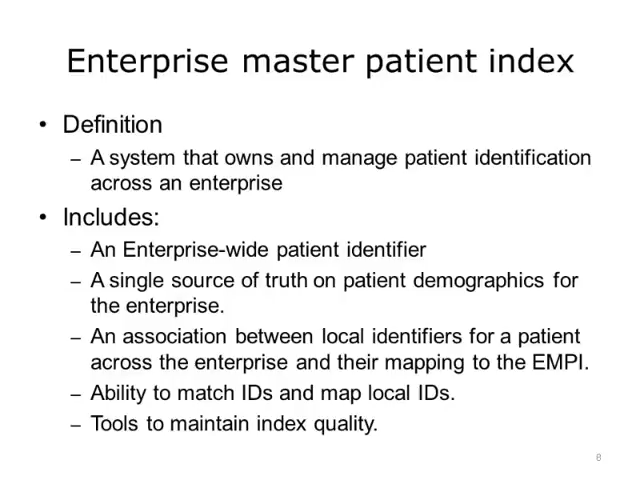 Enterprise master patient index
• Definition
– A system that owns and manage patient identification
across an enterprise
• Includes:
– An Enterprise-wide patient identifier
– A single source of truth on patient demographics for
the enterprise.
– An association between local identifiers for a patient
across the enterprise and their mapping to the EMPI.
– Ability to match IDs and map local IDs.
– Tools to maintain index quality.
8